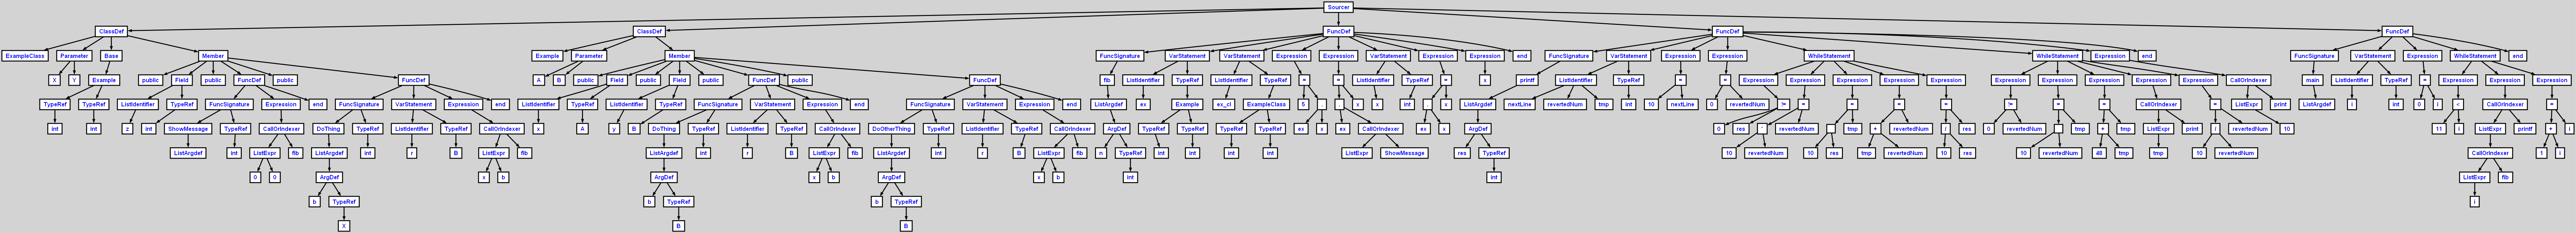 Sourcer
ClassDef ClassDef FuncDef FuncDef FuncDef
ExampleClass Parameter Base Member Example Parameter Member FuncSignature VarStatement VarStatement Expression Expression VarStatement Expression Expression end FuncSignature VarStatement Expression Expression WhileStatement WhileStatement Expression end FuncSignature VarStatement Expression WhileStatement end
X Y Example public Field public FuncDef public FuncDef A B public Field Field public FuncDef public FuncDef fib ListIdentifier TypeRef ListIdentifier TypeRef = = ListIdentifier TypeRef = x printf ListIdentifier TypeRef = = Expression Expression Expression Expression Expression Expression Expression Expression Expression Expression CallOrIndexer main ListIdentifier TypeRef = Expression Expression Expression
TypeRef TypeRef ListIdentifier TypeRef FuncSignature Expression end FuncSignature VarStatement Expression end ListIdentifier TypeRef ListIdentifier TypeRef FuncSignature VarStatement Expression end FuncSignature VarStatement Expression end ListArgdef ex Example ex_cl ExampleClass 5 . . x x int . x ListArgdef nextLine revertedNum tmp int 10 nextLine 0 revertedNum != = = = = != = = CallOrIndexer = ListExpr print ListArgdef i int 0 i < CallOrIndexer =
int int z int ShowMessage TypeRef CallOrIndexer DoThing TypeRef ListIdentifier TypeRef CallOrIndexer x A y B DoThing TypeRef ListIdentifier TypeRef CallOrIndexer DoOtherThing TypeRef ListIdentifier TypeRef CallOrIndexer ArgDef TypeRef TypeRef TypeRef TypeRef ex x ex CallOrIndexer ex x ArgDef 0 res * revertedNum tmp + revertedNum / res 0 revertedNum tmp + tmp ListExpr print / revertedNum 10 11 i ListExpr printf + i
ListArgdef int ListExpr fib ListArgdef int r B ListExpr fib ListArgdef int r B ListExpr fib ListArgdef int r B ListExpr fib n TypeRef int int int int ListExpr ShowMessage res TypeRef 10 revertedNum 10 res tmp revertedNum 10 res 10 revertedNum 48 tmp tmp 10 revertedNum CallOrIndexer 1 i
0 0 ArgDef x b ArgDef x b ArgDef x b int int ListExpr fib
b TypeRef b TypeRef b TypeRef i
X B B